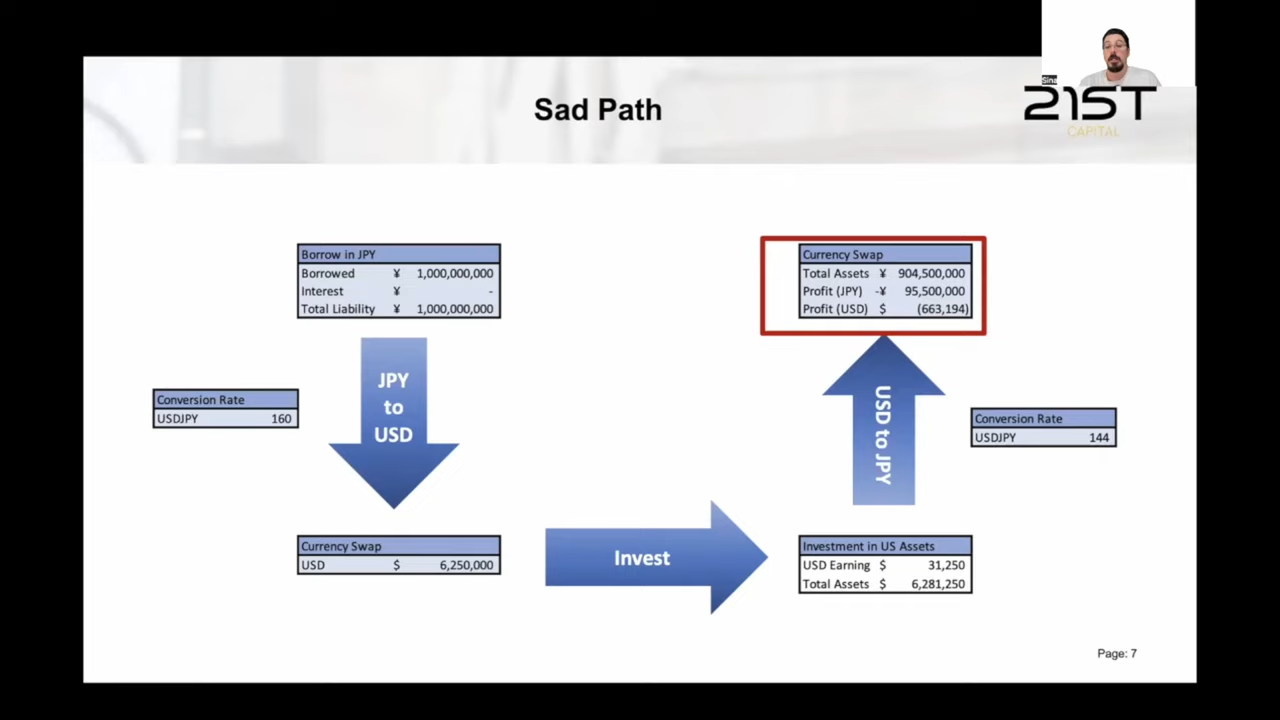 Sina
21ST
CAPITAL
Sad Path
Borrow in JPY
Borrowed ¥ 1,000,000,000
Interest ¥ -
Total Liability ¥ 1,000,000,000
Currency Swap
Total Assets ¥ 904,500,000
Profit (JPY) -¥ 95,500,000
Profit (USD) $ (663,194)
JPY
to
USD
USD to JPY
Conversion Rate
USDJPY 160
Conversion Rate
USDJPY 144
Currency Swap
USD $ 6,250,000
Invest
Investment in US Assets
USD Earning $ 31,250
Total Assets $ 6,281,250
Page: 7